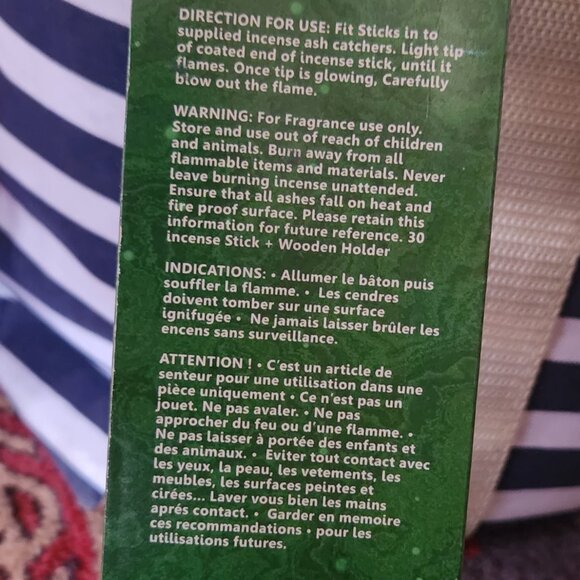 DIRECTION FOR USE: Fit Sticks in to
supplied incense ash catchers. Light tip
of coated end of incense stick, until it
flames. Once tip is glowing, Carefully
blow out the flame.
WARNING: For Fragrance use only.
Store and use out of reach of children
and animals. Burn away from all
flammable items and materials. Never
leave burning incense unattended.
Ensure that all ashes fall on heat and
fire proof surface. Please retain this
information for future reference. 30
incense Stick + Wooden Holder
INDICATIONS: • Allumer le bâton puis
souffler la flamme. • Les cendres
doivent tomber sur une surface
ignifugée • Ne jamais laisser brûler les
encens sans surveillance.
ATTENTION ! • C'est un article de
senteur pour une utilisation dans une
pièce uniquement • Ce n'est pas un
jouet. Ne pas avaler. • Ne pas
approcher du feu ou d'une flamme. •
Ne pas laisser à portée des enfants et
des animaux. • Eviter tout contact avec
les yeux, la peau, les vetements, les
meubles, les surfaces peintes et
cirées... Laver vous bien les mains
aprés contact. • Garder en memoire
ces recommandations • pour les
utilisations futures.